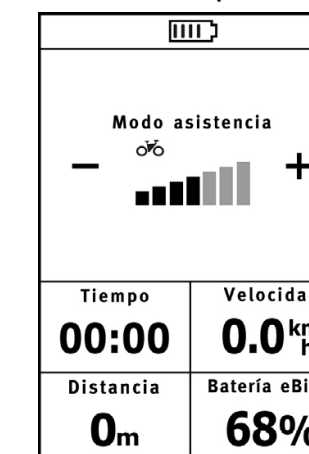 Modo asistencia
− +
Tiempo
00:00
Velocida
0.0
Distancia
0m
Batería eBi
68%